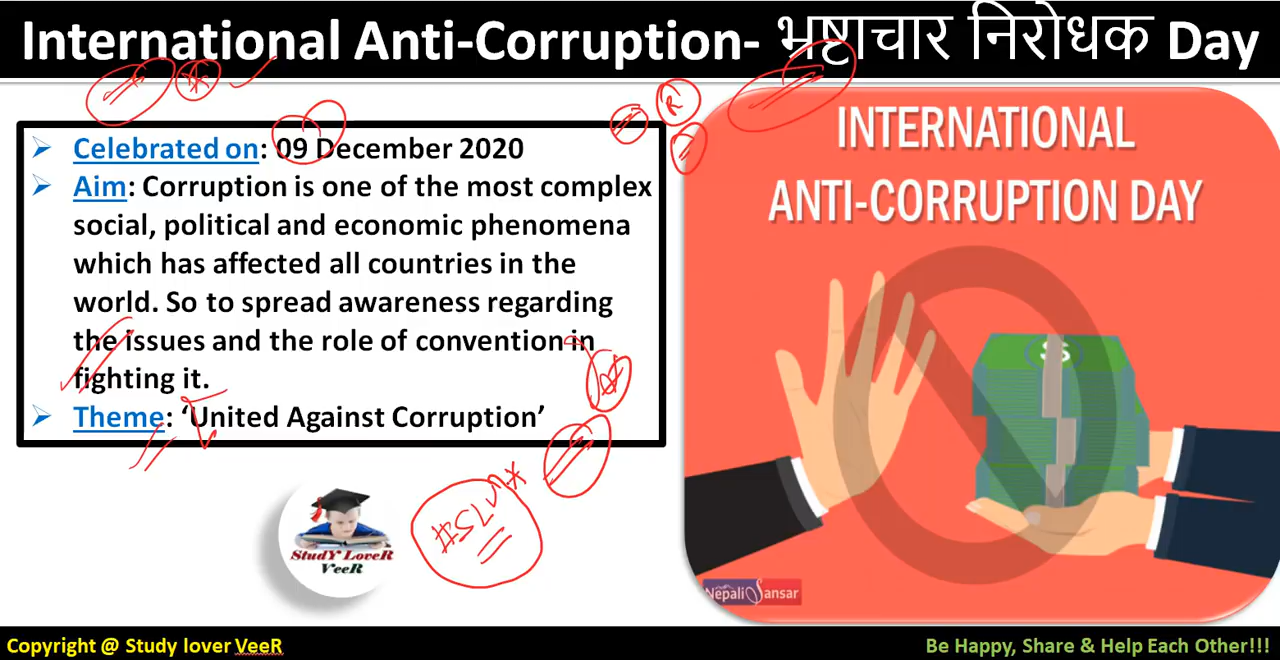 International Anti-Corruption- भ्रष्टाचार निरोधक Day
Celebrated on: 09 December 2020
Aim: Corruption is one of the most complex
social, political and economic phenomena
which has affected all countries in the
world. So to spread awareness regarding
the issues and the role of convention in
fighting it.
Theme: ‘United Against Corruption’
INTERNATIONAL
ANTI-CORRUPTION DAY
StudY LoveR
VeeR
Nepali Sansar
Copyright @ Study lover VeeR
Be Happy, Share & Help Each Other!!!